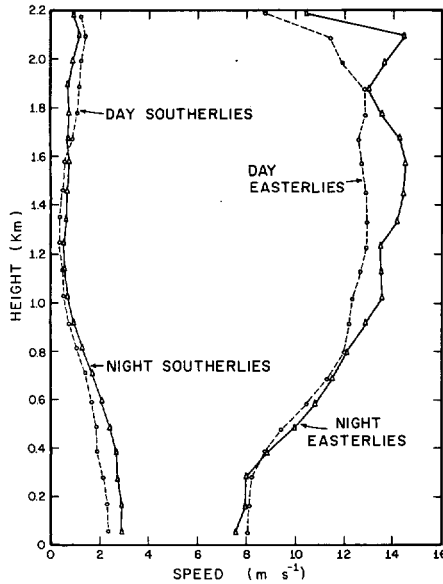 2.2
2.0
1.8
1.6
1.4
1.2
1.0
0.8
0.6
0.4
0.2
0
HEIGHT (Km)
DAY SOUTHERLIES
DAY
EASTERLIES
NIGHT SOUTHERLIES
NIGHT
EASTERLIES
0 2 4 6 8 10 12 14 16
SPEED (m s⁻¹)